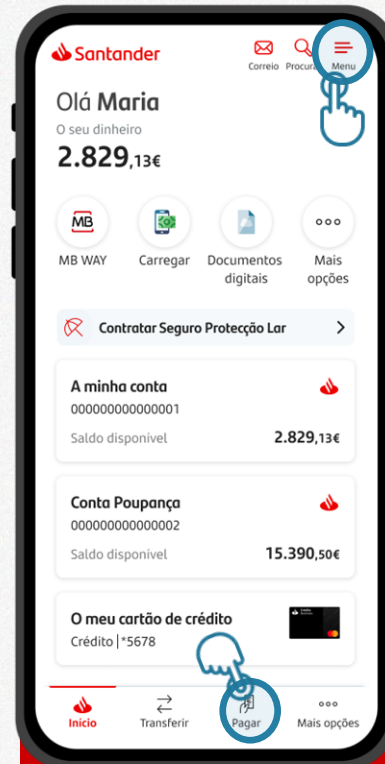 Santander
Correio Procurar Menu
Olá Maria
O seu dinheiro
2.829,13€
MB
MB WAY Carregar Documentos digitais Mais opções
Contratar Seguro Protecção Lar
A minha conta
000000000000001
Saldo disponível 2.829,13€
Conta Poupança
000000000000002
Saldo disponível 15.390,50€
O meu cartão de crédito
Crédito |*5678
Início Transferir Pagar Mais opções